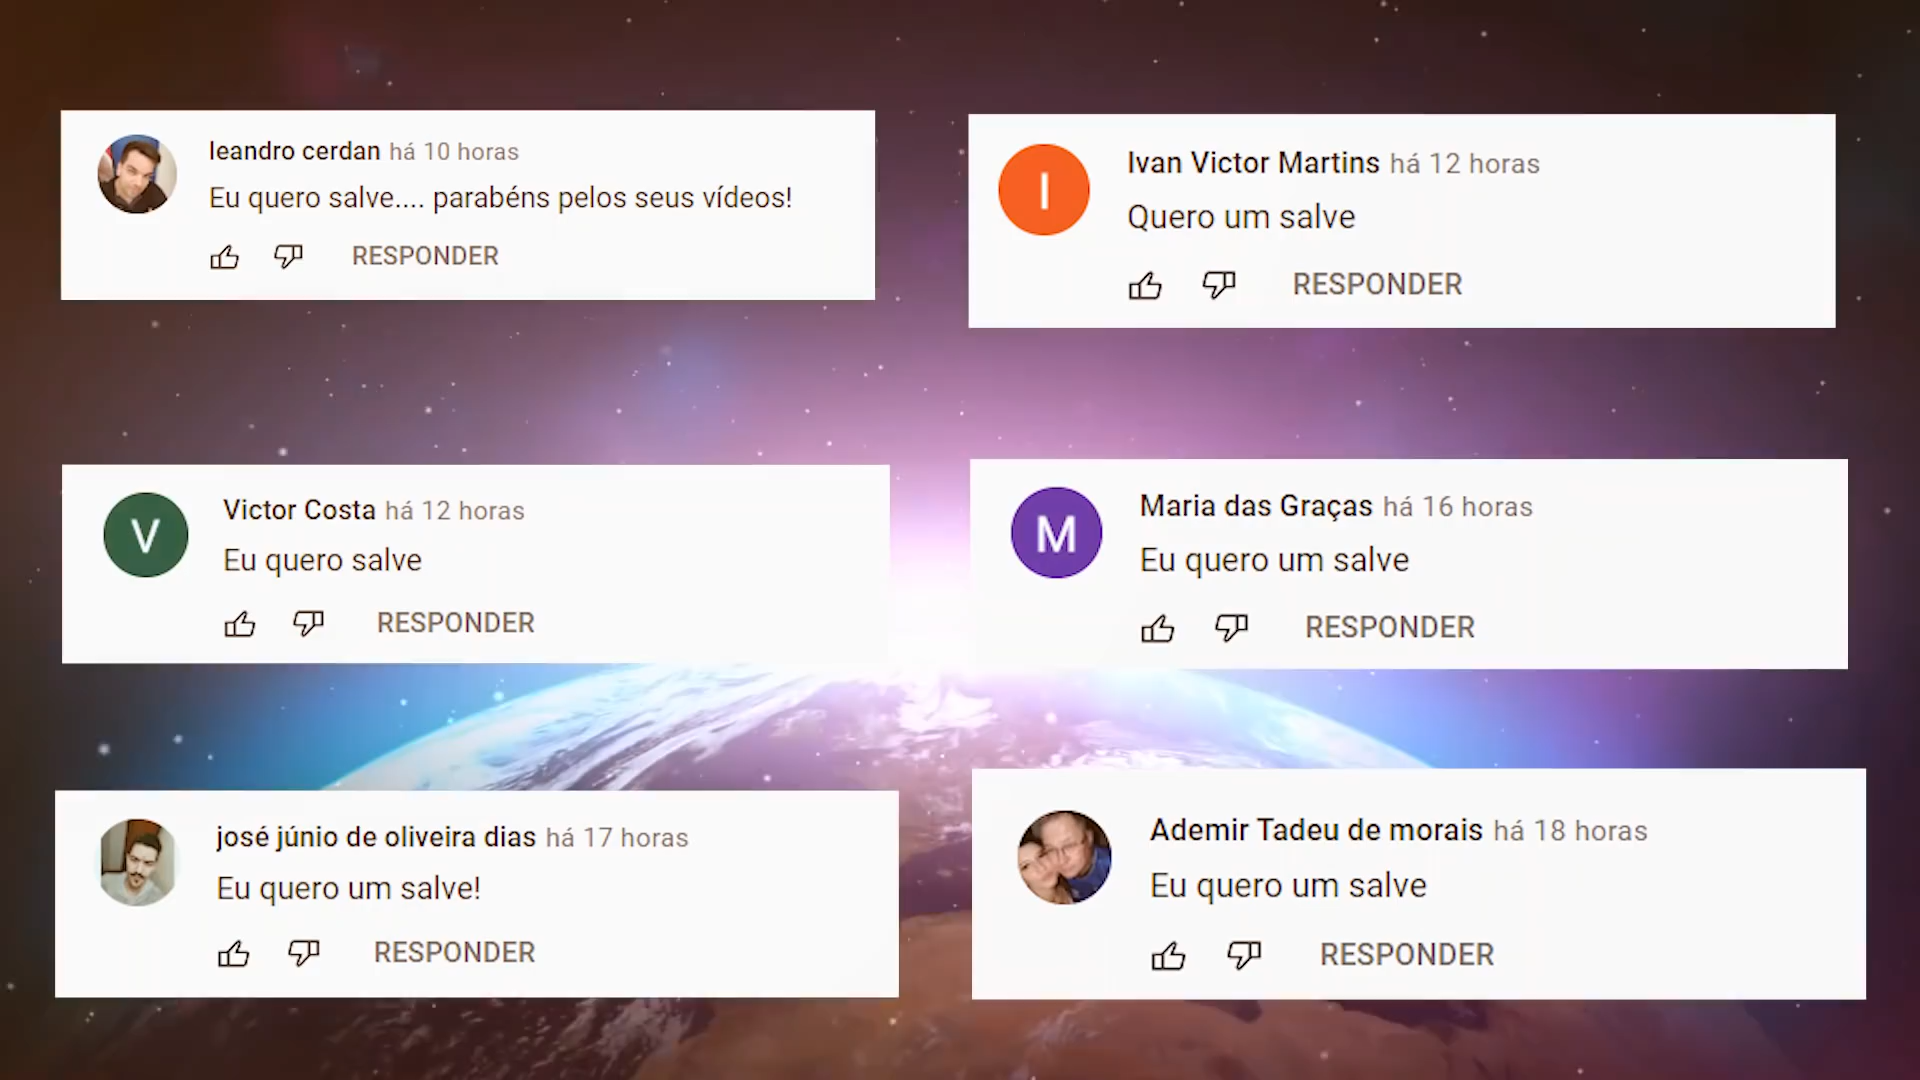 leandro cerdan há 10 horas
Eu quero salve.... parabéns pelos seus vídeos!
RESPONDER
I
Ivan Victor Martins há 12 horas
Quero um salve
RESPONDER
V
Victor Costa há 12 horas
Eu quero salve
RESPONDER
M
Maria das Graças há 16 horas
Eu quero um salve
RESPONDER
josé júnio de oliveira dias há 17 horas
Eu quero um salve!
RESPONDER
Ademir Tadeu de morais há 18 horas
Eu quero um salve
RESPONDER